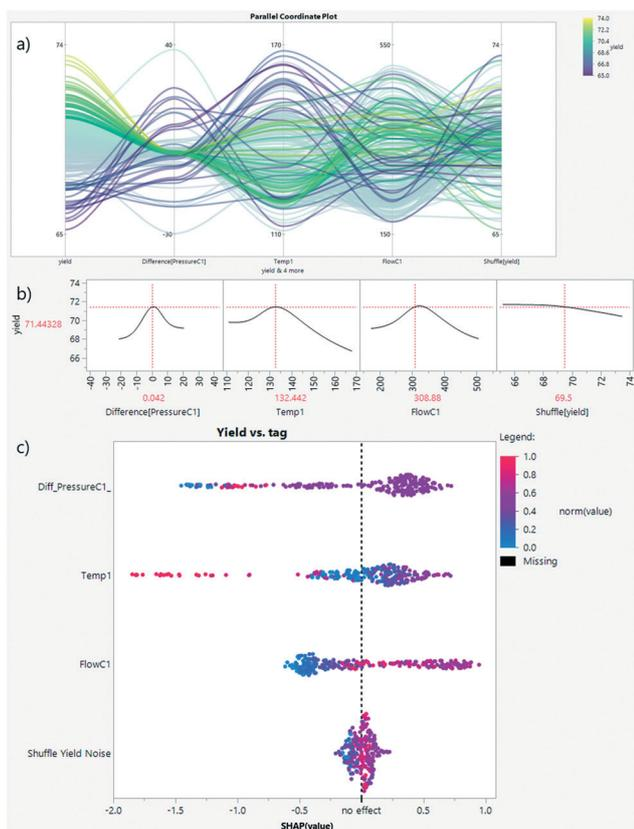 Parallel Coordinate Plot
a)
74 40 170 550 74
65 -30 110 150 65
yield Difference[PressureC1] Temp1 FlowC1 Shuffle[yield]
yield & 4 more
74.0
72.2
70.4
68.6
66.8
65.0
yield
b)
yield
71.44328
74
72
70
68
66
-40 -30 -20 -10 0 10 20 30 40 110 120 130 140 150 160 170 200 300 400 500 66 68 70 72 74
0.042 132.442 308.88 69.5
Difference[PressureC1] Temp1 FlowC1 Shuffle[yield]
c)
Yield vs. tag
Legend:
1.0
0.8
0.6
0.4
0.2
0.0
norm(value)
Missing
Diff_PressureC1_
Temp1
FlowC1
Shuffle Yield Noise
-2.0 -1.5 -1.0 -0.5 no effect 0.5 1.0
SHAP(value)